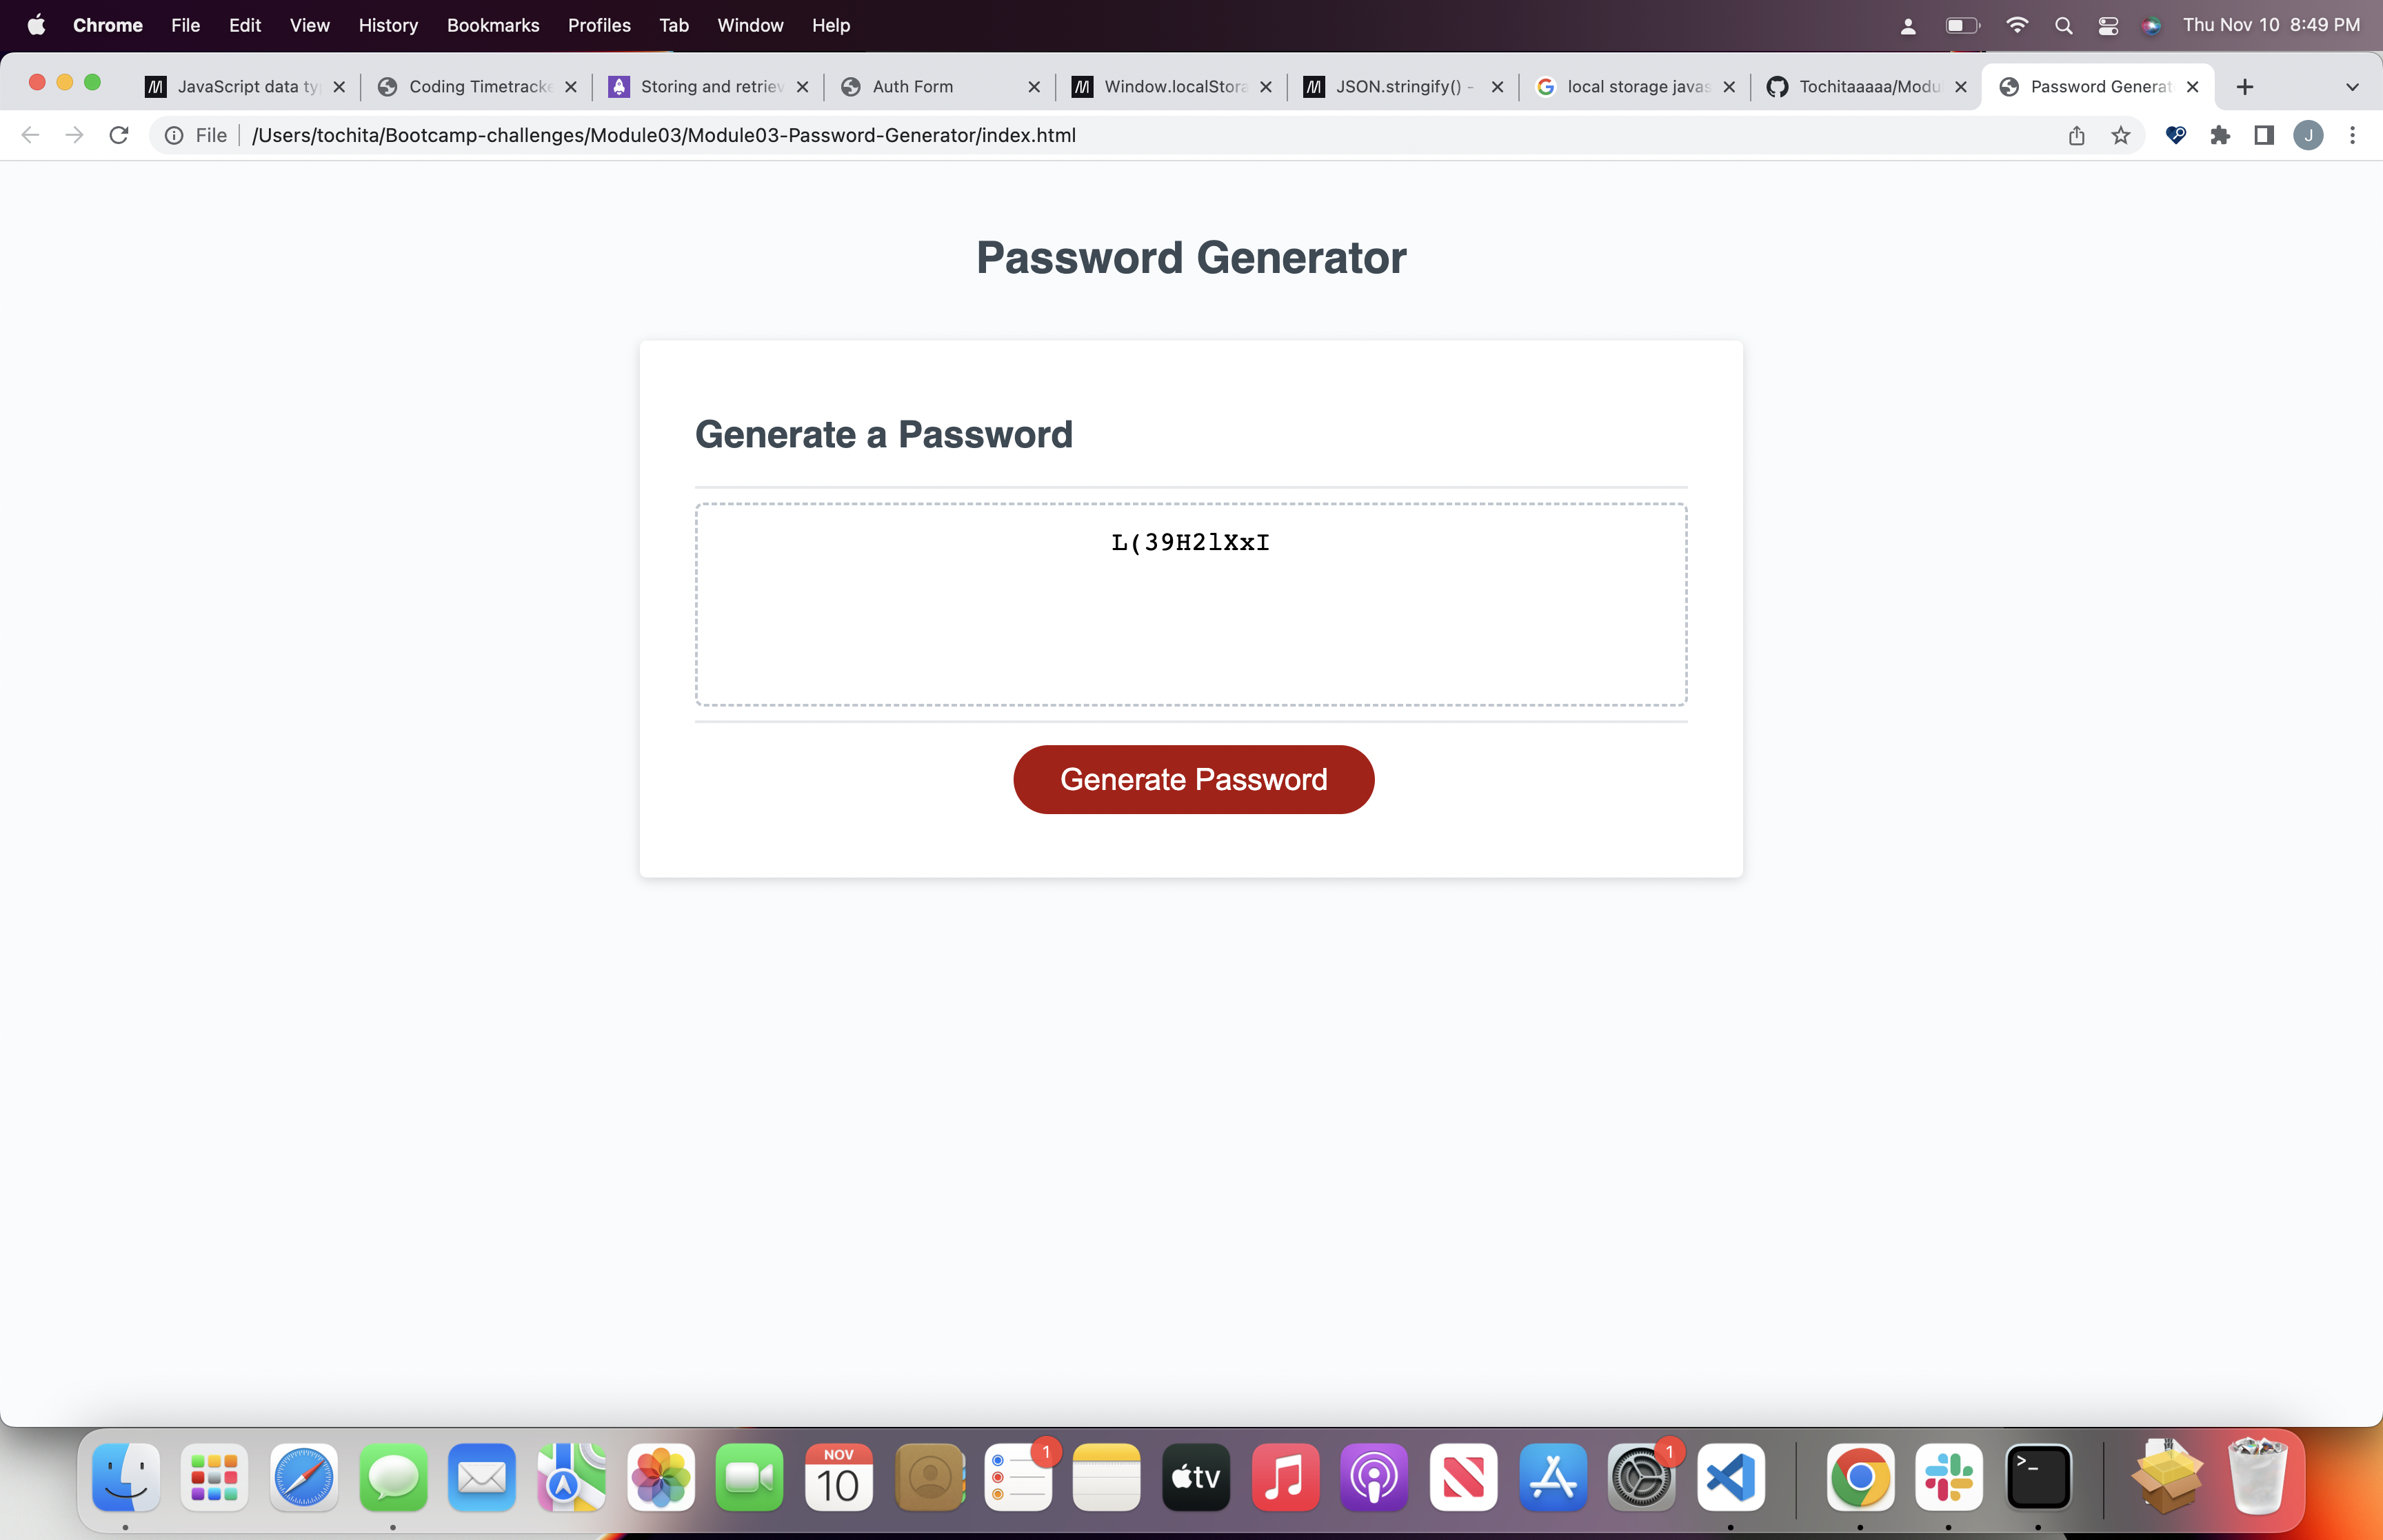 Chrome File Edit View History Bookmarks Profiles Tab Window Help Thu Nov 10 8:49 PM
JavaScript data ty Coding Timetracke Storing and retriev Auth Form Window.localStora JSON.stringify() - local storage javas Tochitaaaaa/Modu Password Generat
File /Users/tochita/Bootcamp-challenges/Module03/Module03-Password-Generator/index.html J
Password Generator
Generate a Password
L(39H2lXxI
Generate Password
NOV
10
1
tv
1
>_